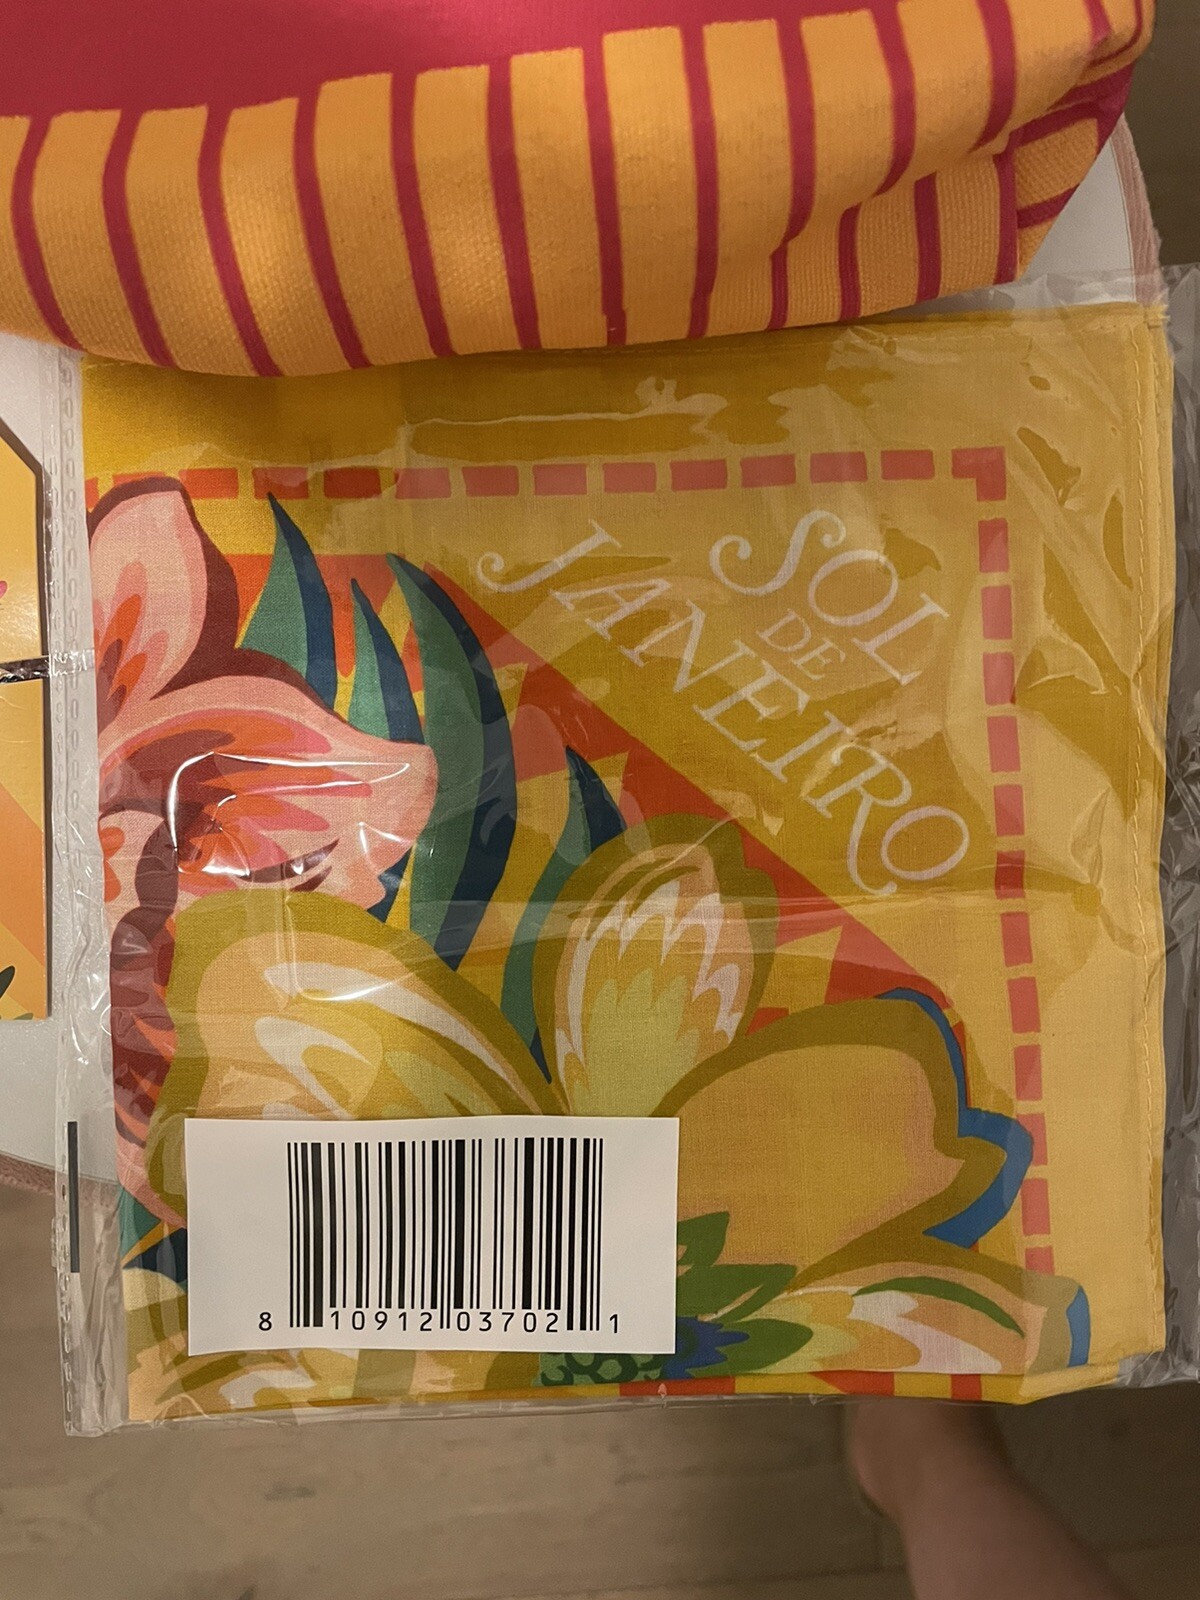 SOL
DE
JANEIRO
8 10912 03702 1